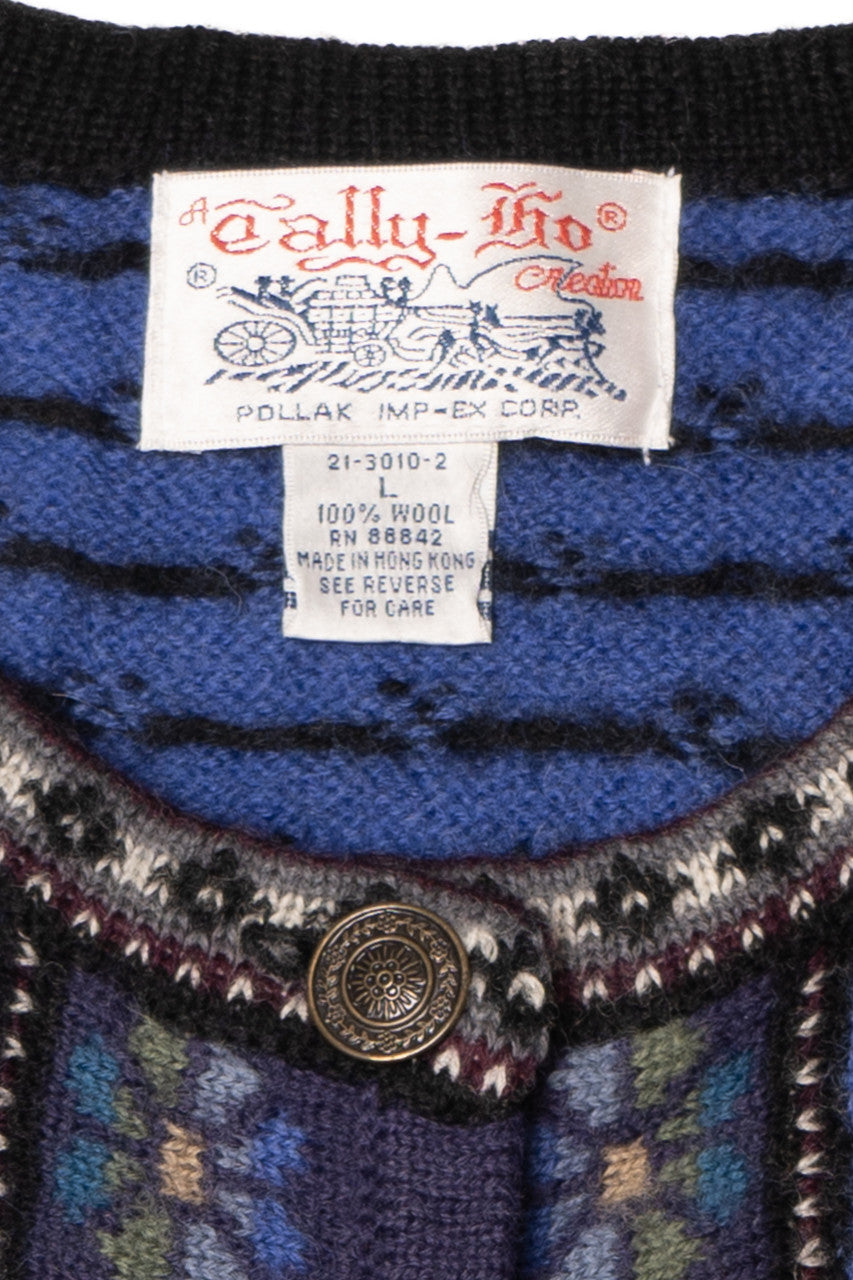 A Tally-Ho®
Creation
®
POLLAK IMP-EX CORP.
21-3010-2
L
100% WOOL
RN 88842
MADE IN HONG KONG
SEE REVERSE
FOR CARE